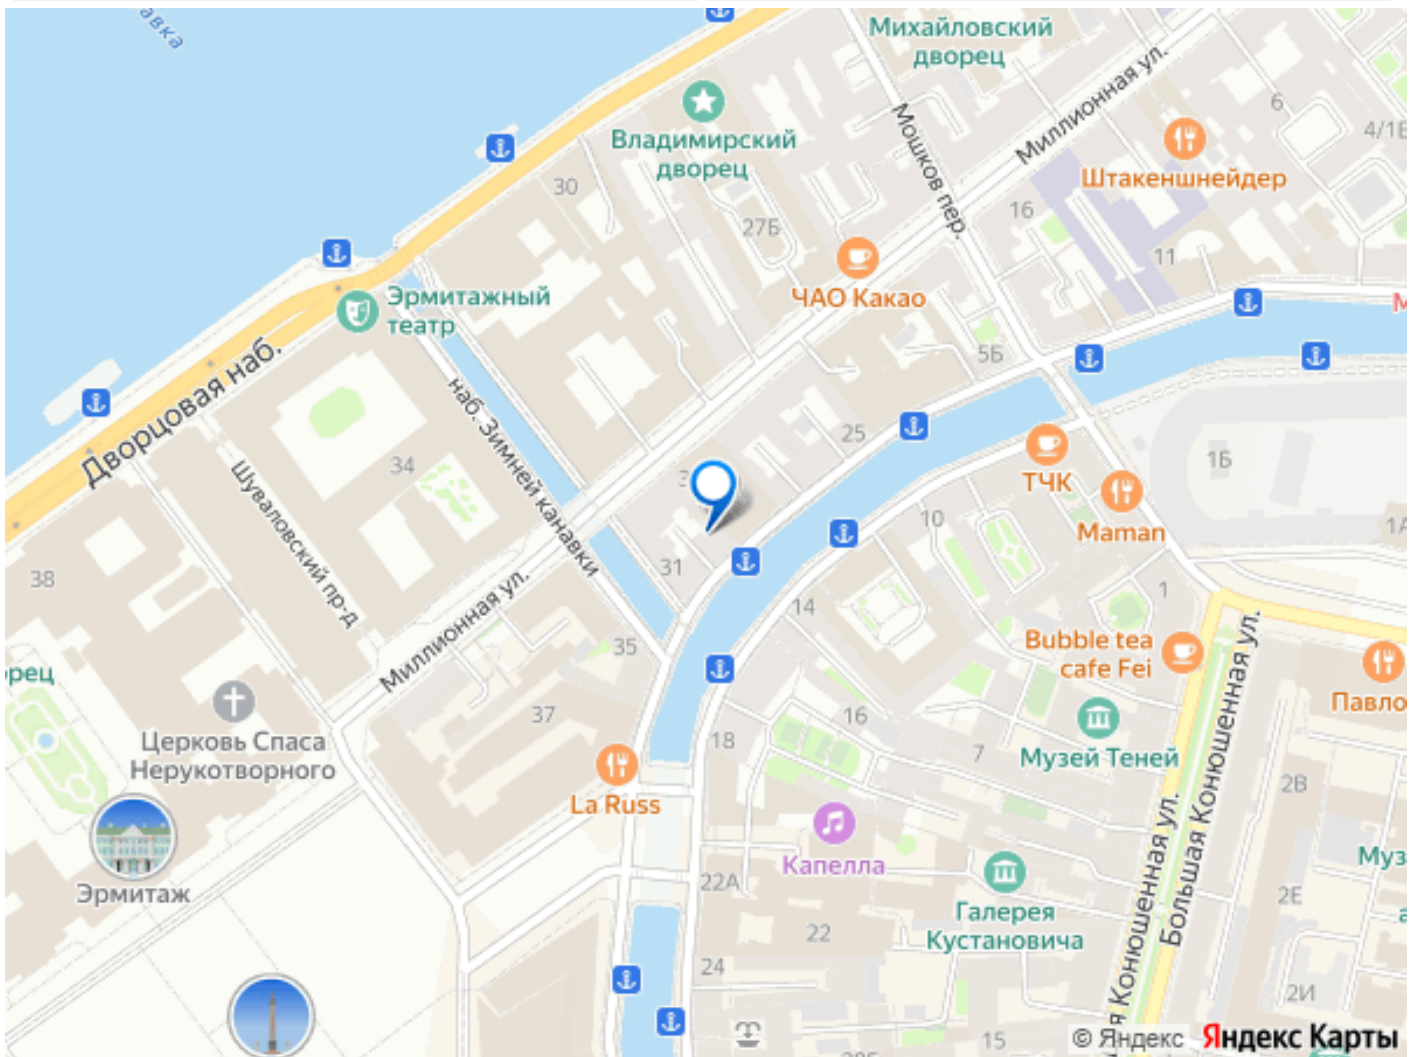 авка
Михайловский
дворец
Миллионная ул.
6
4/1Б
Мошков пер.
Владимирский
дворец
Штакеншнейдер
30
16
27Б
11
ЧАО Какао
Эрмитажный
театр
М
5Б
Дворцовая наб.
наб. Зимней канавки
25
34
Шуваловский пр-д
3
1Б
ТЧК
Maman
10
1А
38
31
Миллионная ул.
14
1
35
Bubble tea
cafe Fei
Большая Конюшенная ул.
орец
Павло
Церковь Спаса
Нерукотворного
37
16
18
7
Музей Теней
La Russ
2В
Капелла
Муз
Эрмитаж
22А
2Е
а
Галерея
Кустановича
22
24
я Конюшенная ул.
2И
15
© Яндекс Яндекс Карты